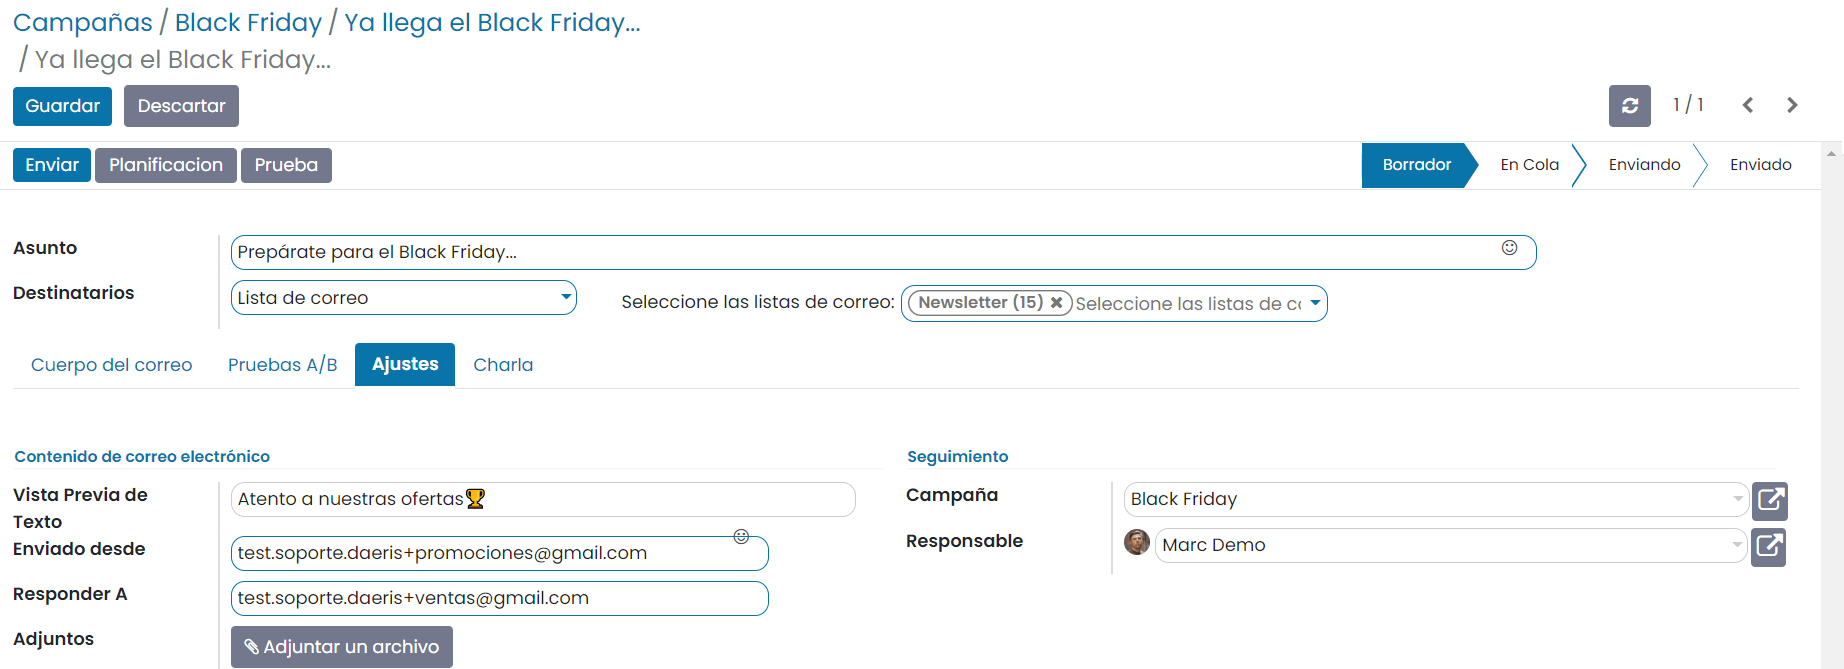 Campañas / Black Friday / Ya llega el Black Friday...
/ Ya llega el Black Friday...
Guardar Descartar 1 / 1
Enviar Planificacion Prueba Borrador En Cola Enviando Enviado
Asunto Prepárate para el Black Friday...
Destinatarios Lista de correo Seleccione las listas de correo: Newsletter (15) Seleccione las listas de cc
Cuerpo del correo Pruebas A/B Ajustes Charla
Contenido de correo electrónico Seguimiento
Vista Previa de Texto Atento a nuestras ofertas🏆 Campaña Black Friday
Enviado desde test.soporte.daeris+promociones@gmail.com Responsable Marc Demo
Responder A test.soporte.daeris+ventas@gmail.com
Adjuntos Adjuntar un archivo